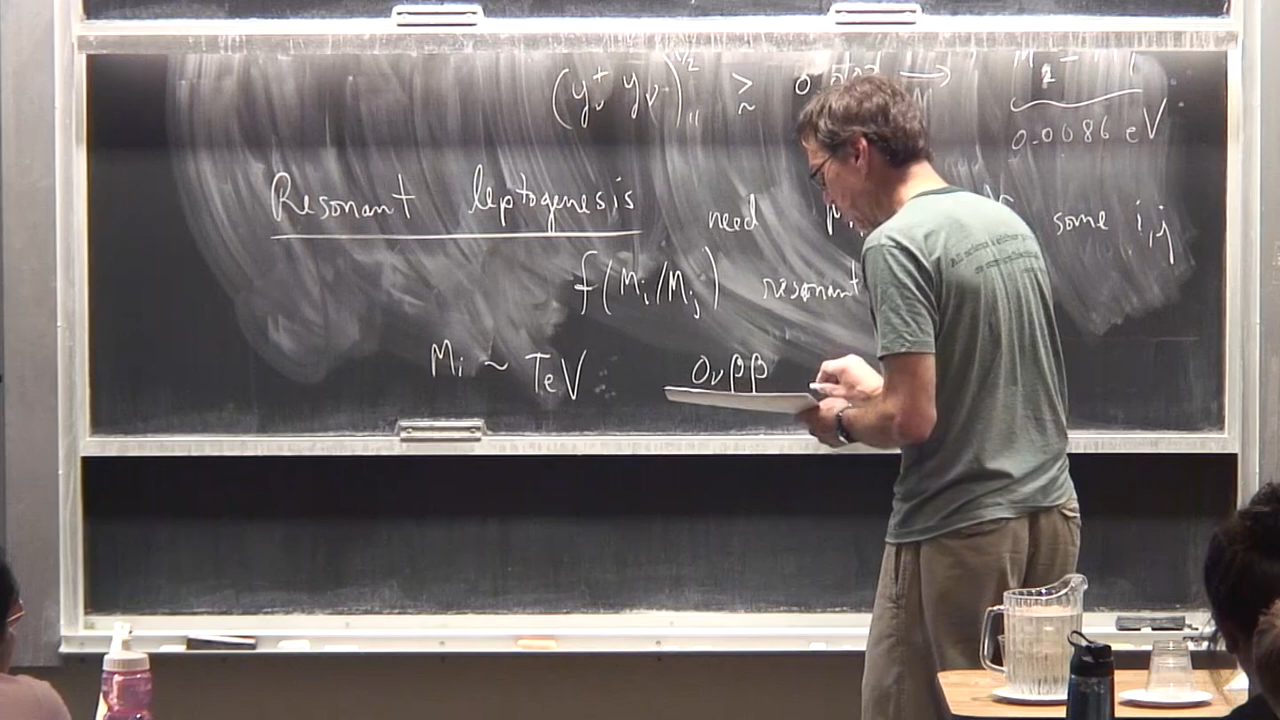 (y_ν^† y_ν)_{11}^{1/2} ≳
0.0086 eV
Resonant leptogenesis need some i,j
f(M_i/M_j) resonant
M_i ~ TeV 0νββ